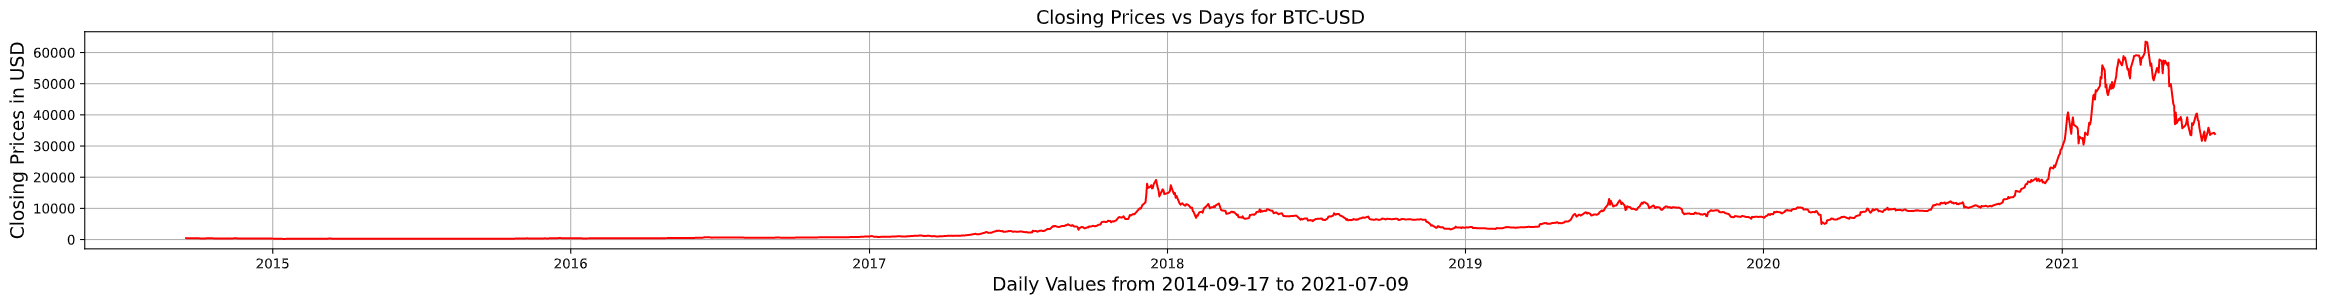 Closing Prices vs Days for BTC-USD
Closing Prices in USD
60000
50000
40000
30000
20000
10000
0
2015 2016 2017 2018 2019 2020 2021
Daily Values from 2014-09-17 to 2021-07-09